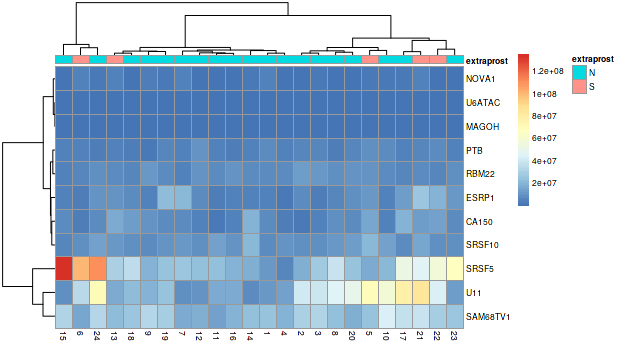 extraprost
NOVA1
U6ATAC
MAGOH
PTB
RBM22
ESRP1
CA150
SRSF10
SRSF5
U11
SAM68TV1
15 6 24 13 18 9 19 7 12 11 16 14 1 4 2 3 8 20 5 10 17 21 22 23
1.2e+08
1e+08
8e+07
6e+07
4e+07
2e+07
extraprost
N
S